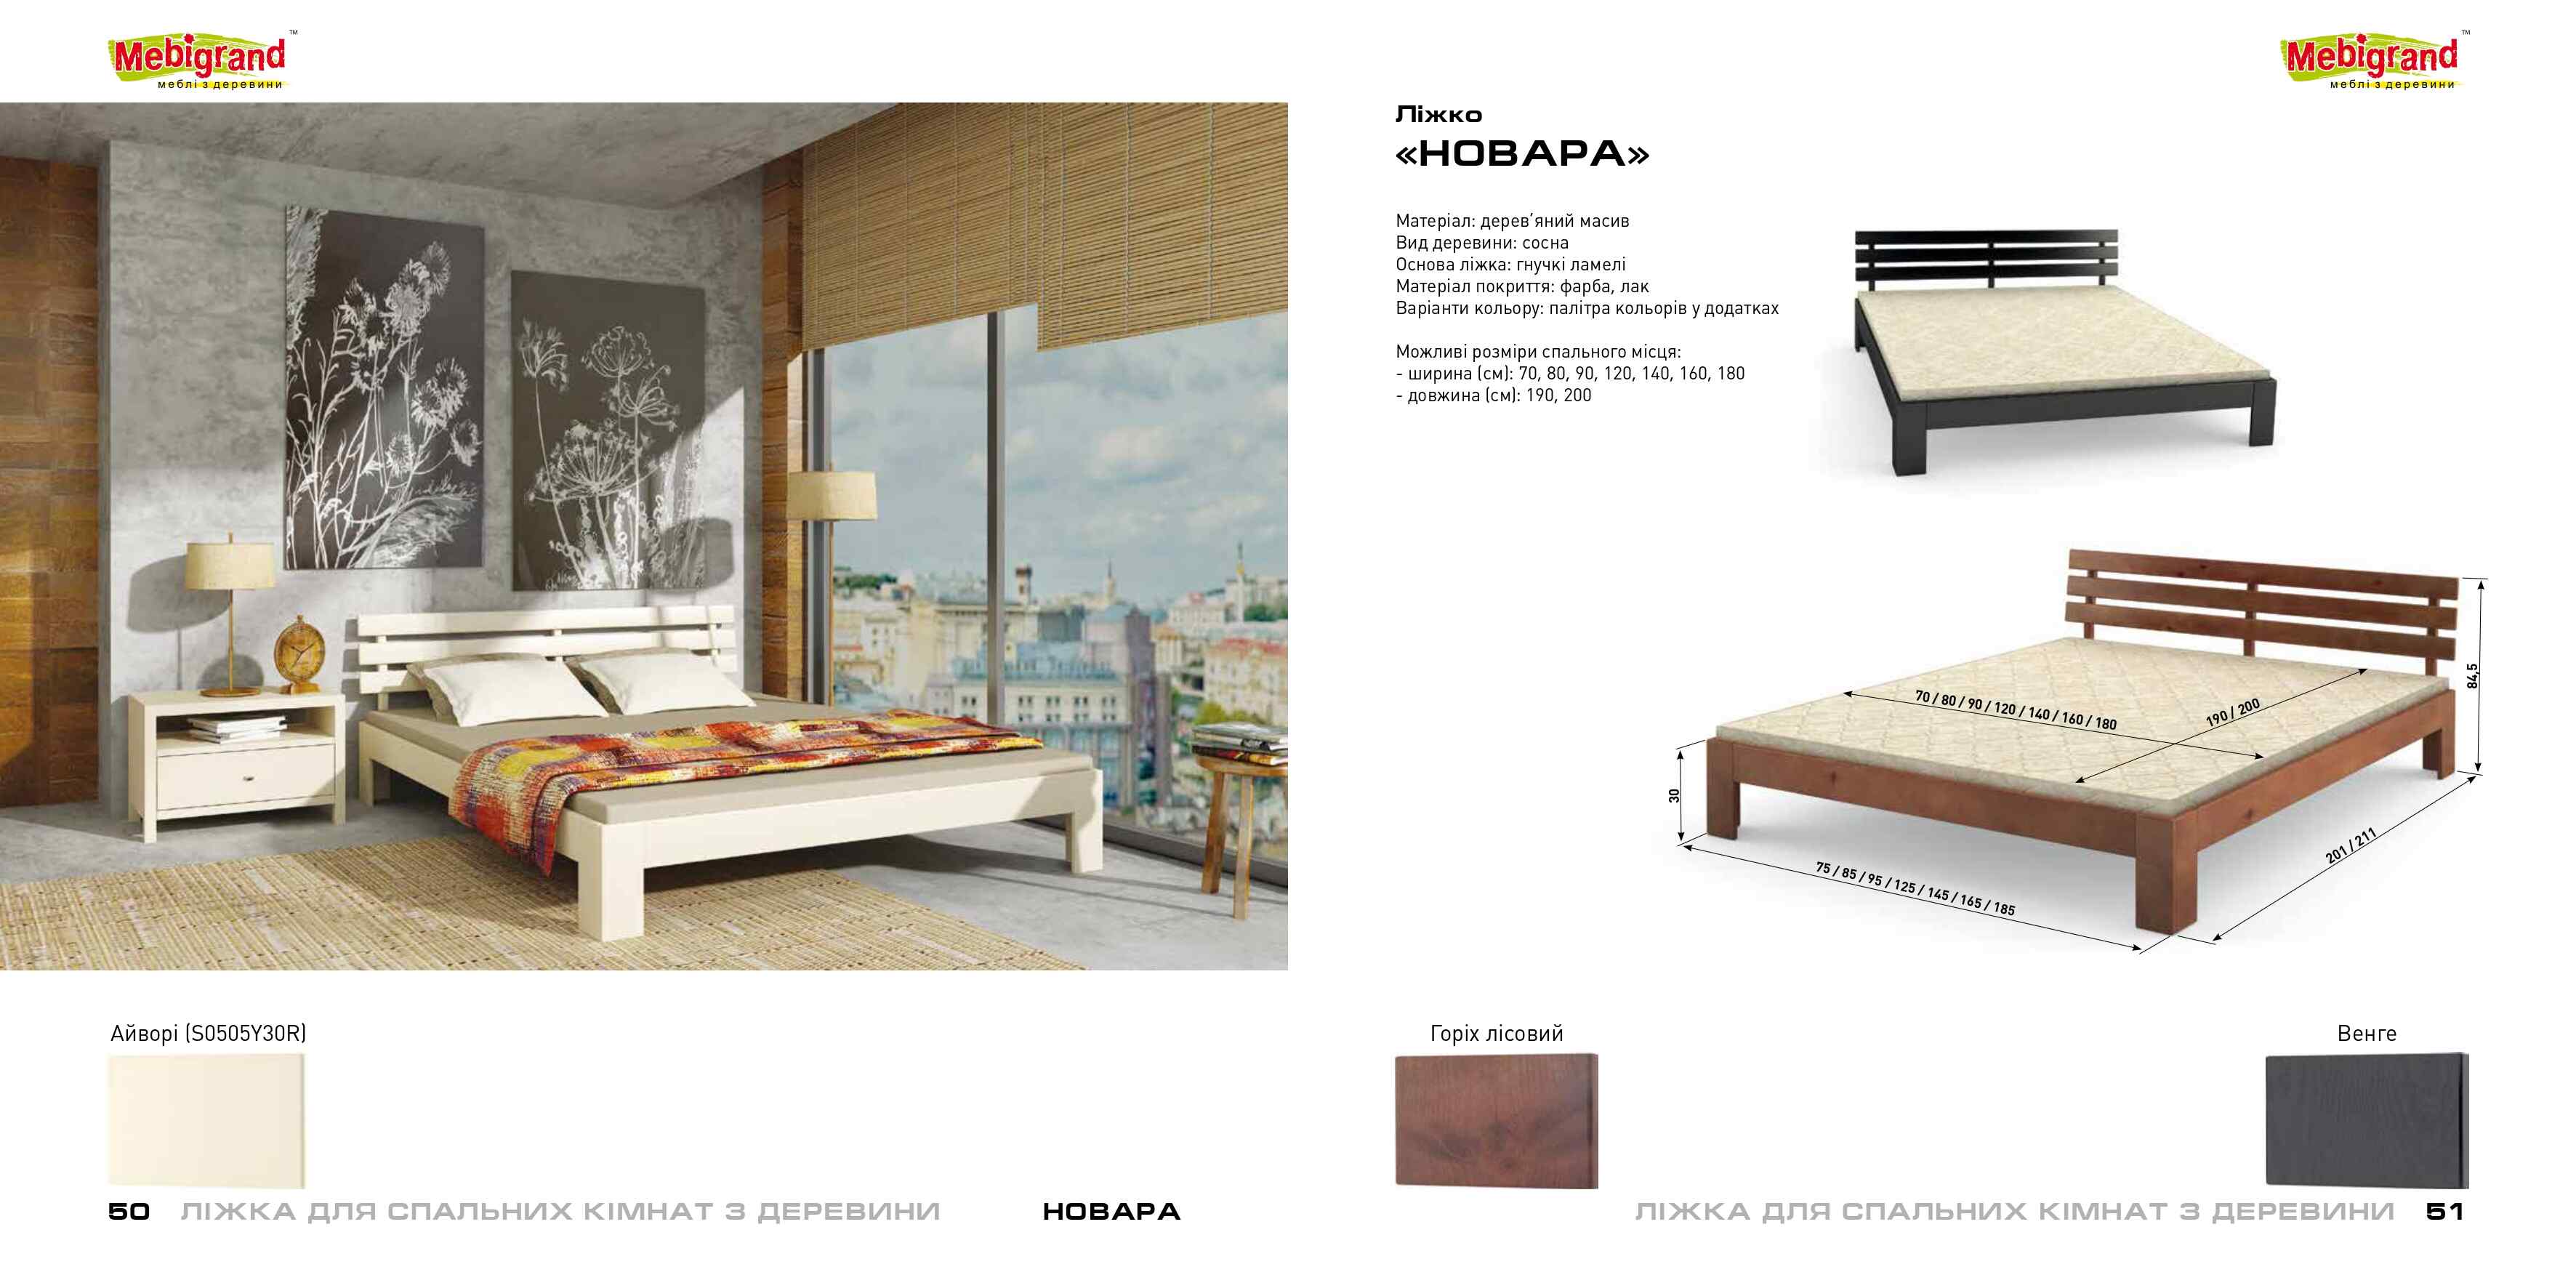 Mebigrand TM
меблі з деревини
Айворі (S0505Y30R)
50 ЛІЖКА ДЛЯ СПАЛЬНИХ КІМНАТ З ДЕРЕВИНИ НОВАРА
Mebigrand TM
меблі з деревини
Ліжко
«НОВАРА»
Матеріал: дерев’яний масив
Вид деревини: сосна
Основа ліжка: гнучкі ламелі
Матеріал покриття: фарба, лак
Варіанти кольору: палітра кольорів у додатках
Можливі розміри спального місця:
- ширина (см): 70, 80, 90, 120, 140, 160, 180
- довжина (см): 190, 200
84,5
70 / 80 / 90 / 120 / 140 / 160 / 180
190 / 200
30
201 / 211
75 / 85 / 95 / 125 / 145 / 165 / 185
Горіх лісовий
Венге
ЛІЖКА ДЛЯ СПАЛЬНИХ КІМНАТ З ДЕРЕВИНИ 51